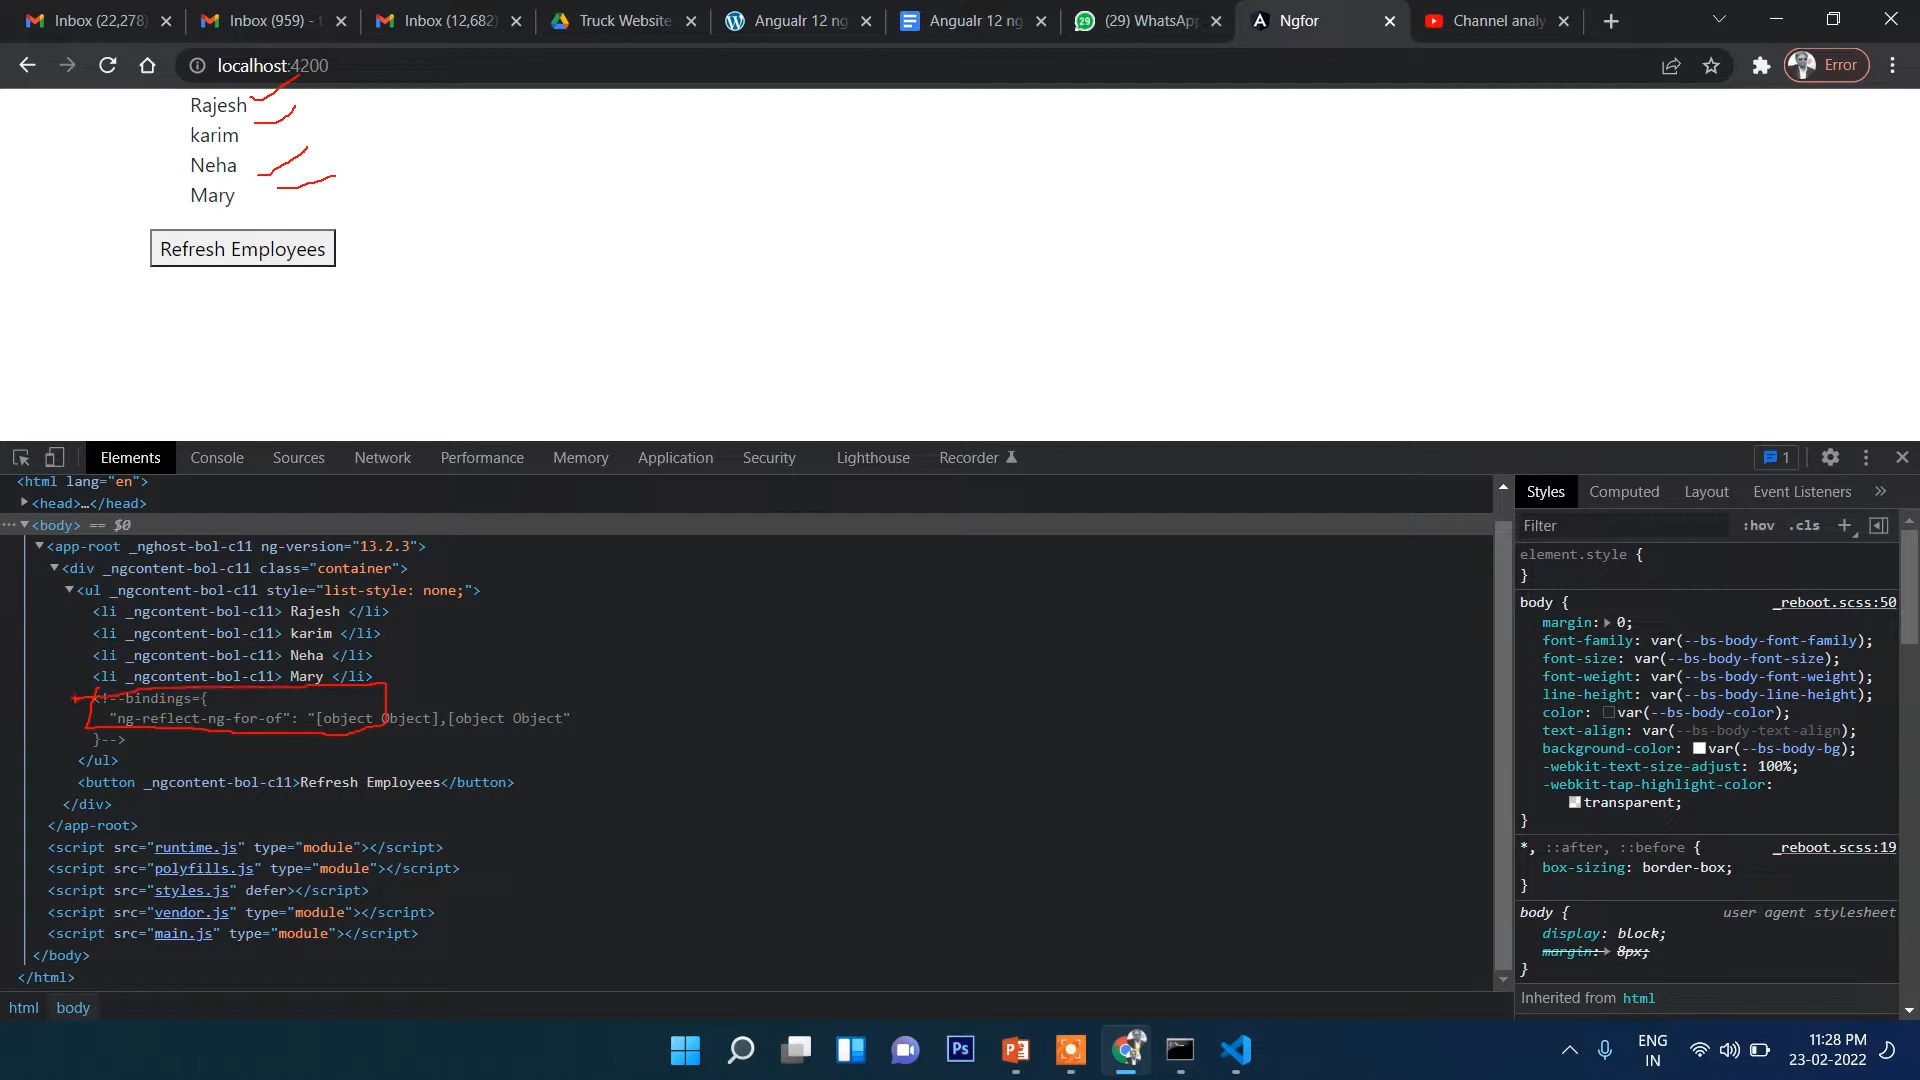 Inbox (22,278)
Inbox (959) - t
Inbox (12,682)
Truck Website
Angualr 12 ng
Angualr 12 ng
29
(29) WhatsApp
Ngfor
Channel analy
localhost:4200
Error
Rajesh
karim
Neha
Mary
Refresh Employees
Elements
Console
Sources
Network
Performance
Memory
Application
Security
Lighthouse
Recorder
1
<html lang="en">
<head>…</head>
<body> == $0
<app-root _nghost-bol-c11 ng-version="13.2.3">
<div _ngcontent-bol-c11 class="container">
<ul _ngcontent-bol-c11 style="list-style: none;">
<li _ngcontent-bol-c11> Rajesh </li>
<li _ngcontent-bol-c11> karim </li>
<li _ngcontent-bol-c11> Neha </li>
<li _ngcontent-bol-c11> Mary </li>
<!--bindings={
"ng-reflect-ng-for-of": "[object Object],[object Object"
}-->
</ul>
<button _ngcontent-bol-c11>Refresh Employees</button>
</div>
</app-root>
<script src="runtime.js" type="module"></script>
<script src="polyfills.js" type="module"></script>
<script src="styles.js" defer></script>
<script src="vendor.js" type="module"></script>
<script src="main.js" type="module"></script>
</body>
</html>
html
body
Styles
Computed
Layout
Event Listeners
Filter
:hov
.cls
element.style {
}
body {
_reboot.scss:50
margin: 0;
font-family: var(--bs-body-font-family);
font-size: var(--bs-body-font-size);
font-weight: var(--bs-body-font-weight);
line-height: var(--bs-body-line-height);
color: var(--bs-body-color);
text-align: var(--bs-body-text-align);
background-color: var(--bs-body-bg);
-webkit-text-size-adjust: 100%;
-webkit-tap-highlight-color:
transparent;
}
*, ::after, ::before {
_reboot.scss:19
box-sizing: border-box;
}
body {
user agent stylesheet
display: block;
margin: 8px;
}
Inherited from html
Ps
ENG
IN
11:28 PM
23-02-2022